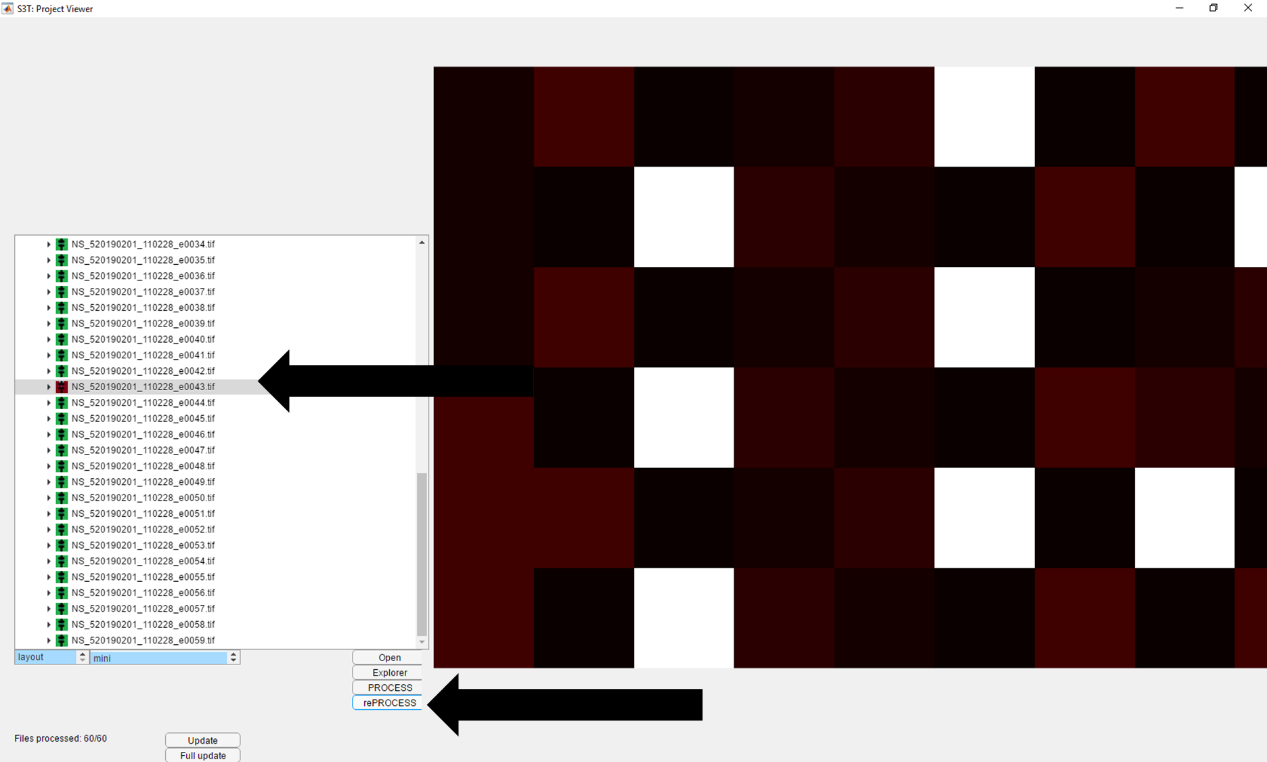 S3T: Project Viewer
NS_520190201_110228_e0034.tif
NS_520190201_110228_e0035.tif
NS_520190201_110228_e0036.tif
NS_520190201_110228_e0037.tif
NS_520190201_110228_e0038.tif
NS_520190201_110228_e0039.tif
NS_520190201_110228_e0040.tif
NS_520190201_110228_e0041.tif
NS_520190201_110228_e0042.tif
NS_520190201_110228_e0043.tif
NS_520190201_110228_e0044.tif
NS_520190201_110228_e0045.tif
NS_520190201_110228_e0046.tif
NS_520190201_110228_e0047.tif
NS_520190201_110228_e0048.tif
NS_520190201_110228_e0049.tif
NS_520190201_110228_e0050.tif
NS_520190201_110228_e0051.tif
NS_520190201_110228_e0052.tif
NS_520190201_110228_e0053.tif
NS_520190201_110228_e0054.tif
NS_520190201_110228_e0055.tif
NS_520190201_110228_e0056.tif
NS_520190201_110228_e0057.tif
NS_520190201_110228_e0058.tif
NS_520190201_110228_e0059.tif
layout mini
Open
Explorer
PROCESS
rePROCESS
Files processed: 60/60
Update
Full update